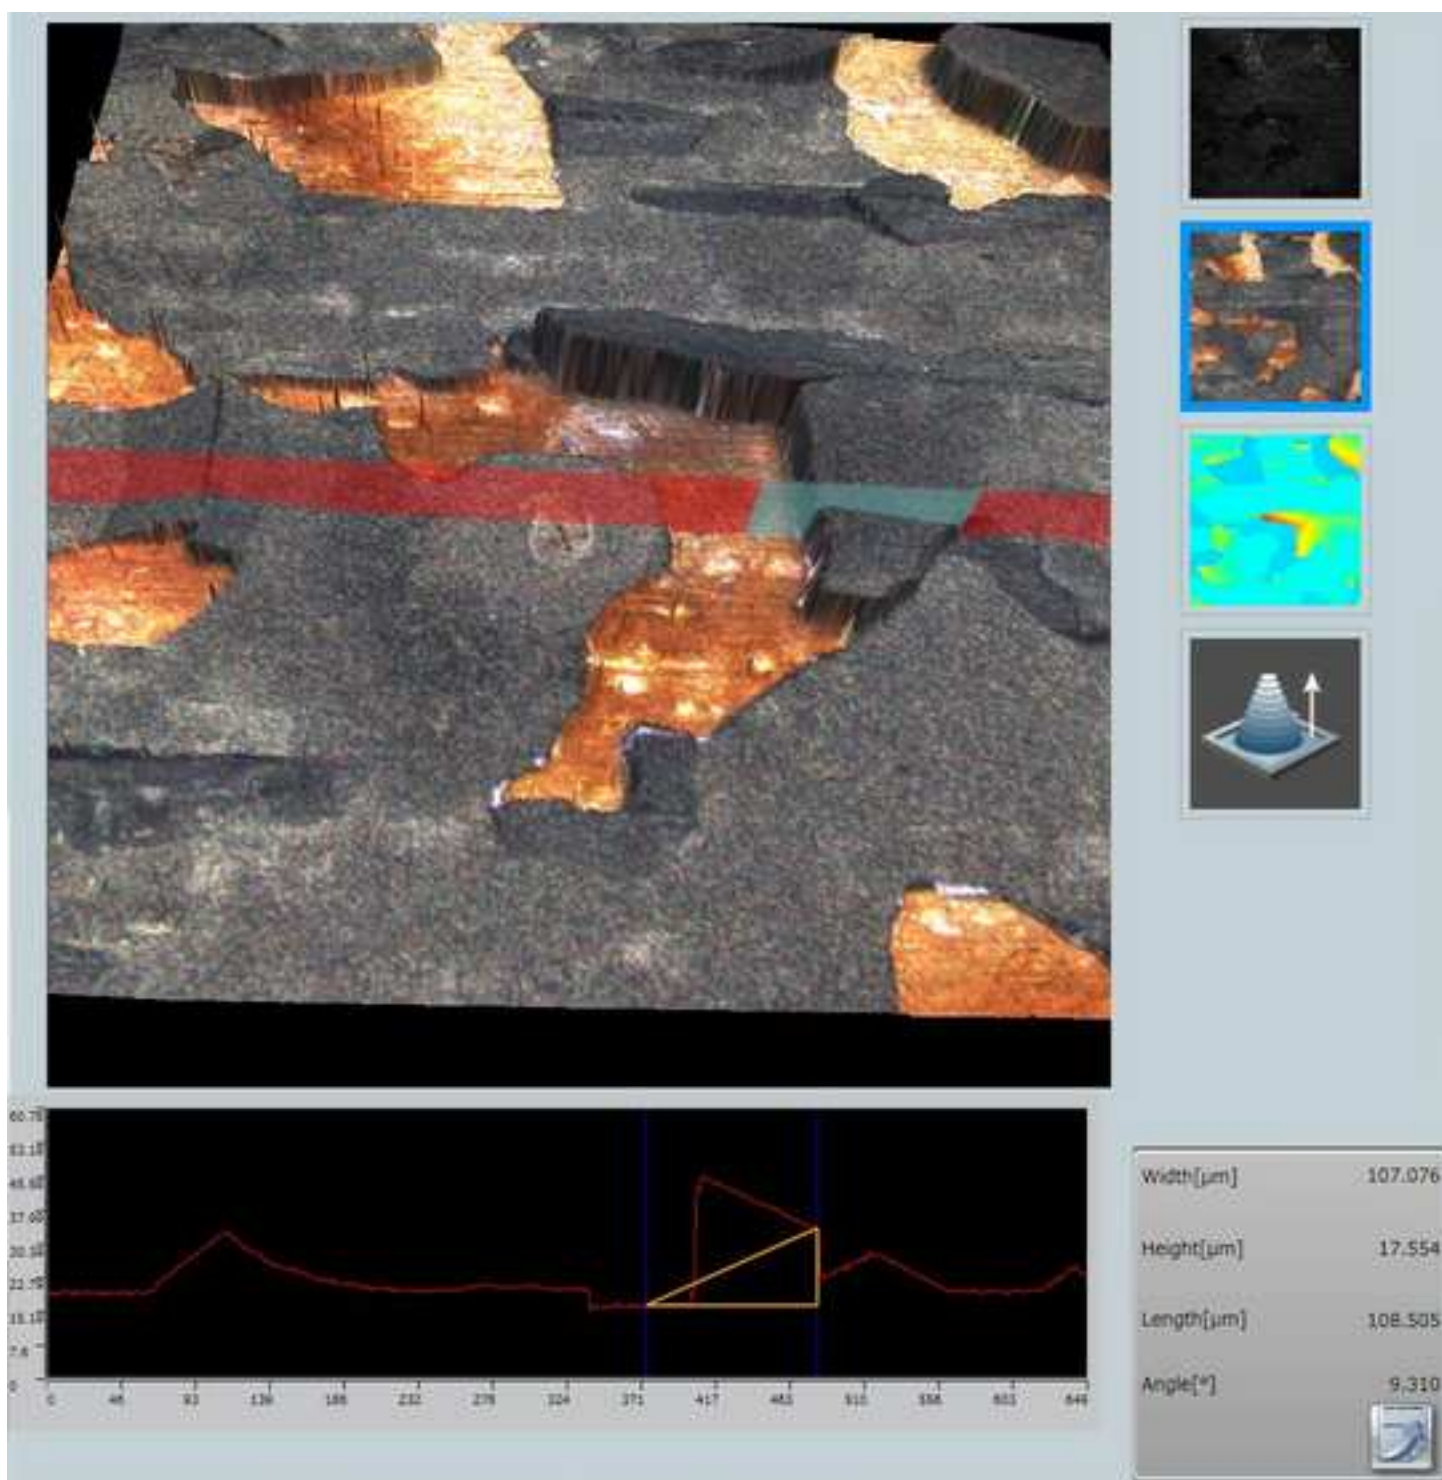 Width[µm] 107.076
Height[µm] 17.554
Length[µm] 108.505
Angle[°] 9.310
0 46 93 139 186 232 278 324 371 417 463 510 556 602 648